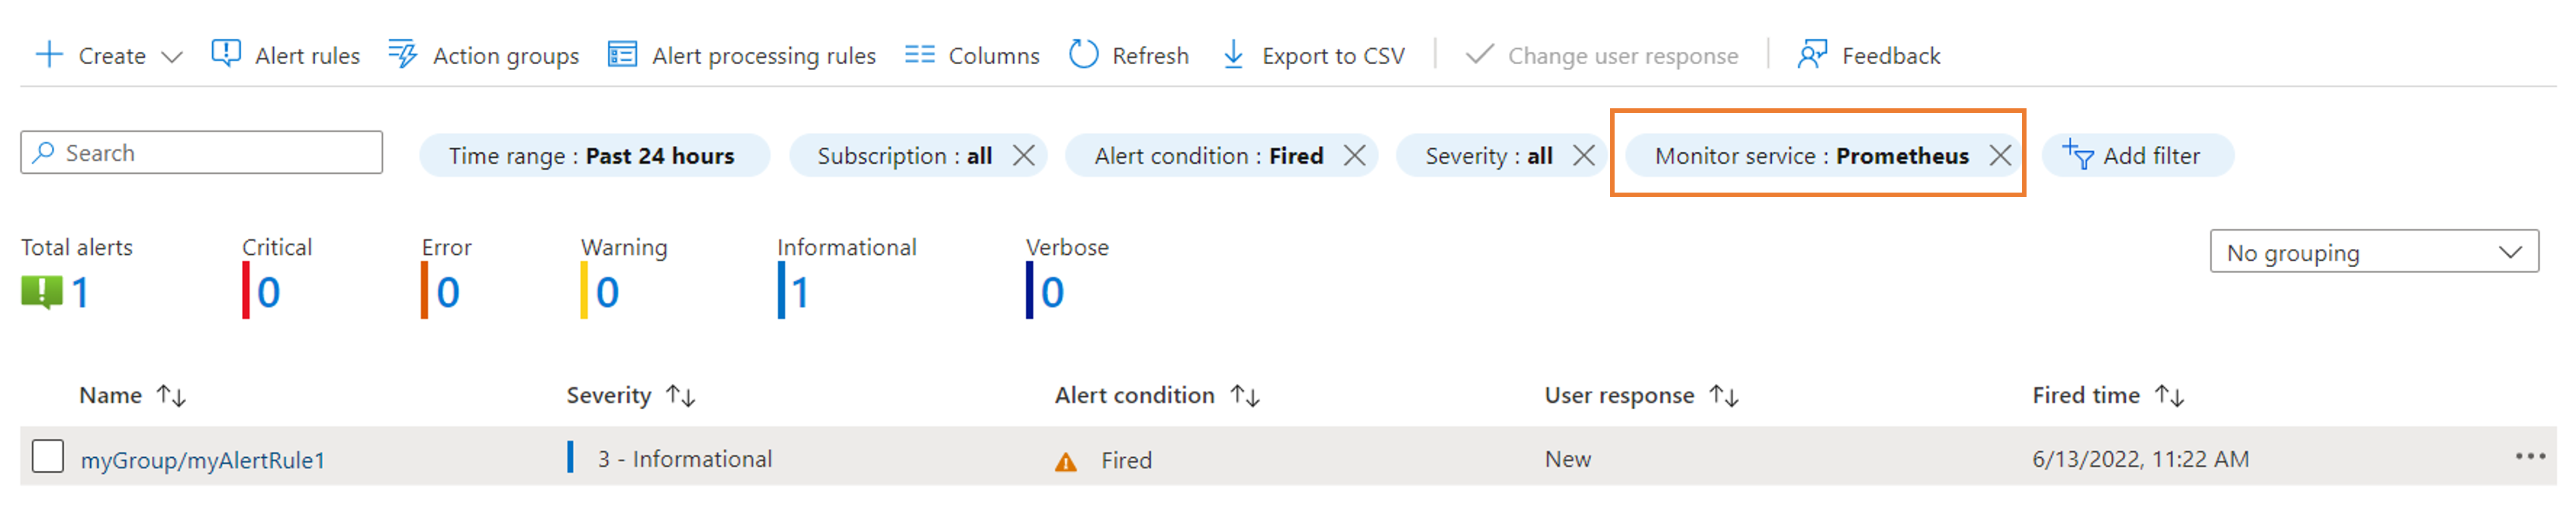 Create Alert rules Action groups Alert processing rules Columns Refresh Export to CSV Change user response Feedback
Search Time range : Past 24 hours Subscription : all Alert condition : Fired Severity : all Monitor service : Prometheus Add filter
Total alerts Critical Error Warning Informational Verbose
1 0 0 0 1 0
No grouping
Name Severity Alert condition User response Fired time
myGroup/myAlertRule1 3 - Informational Fired New 6/13/2022, 11:22 AM